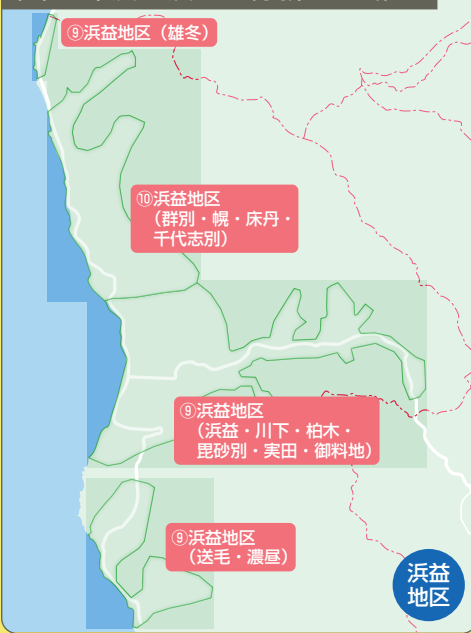 ⑨浜益地区（雄冬）
⑩浜益地区
（群別・幌・床丹・
千代志別）
⑨浜益地区
（浜益・川下・柏木・
毘砂別・実田・御料地）
⑨浜益地区
（送毛・濃昼）
浜益
地区